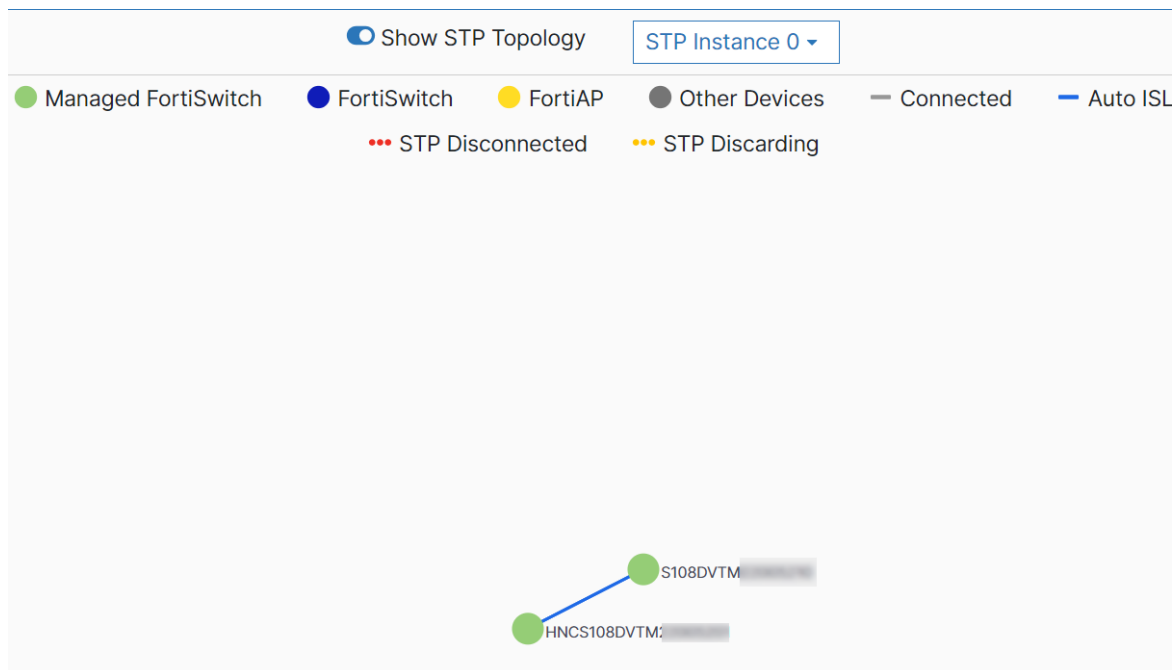 Show STP Topology STP Instance 0
Managed FortiSwitch FortiSwitch FortiAP Other Devices Connected Auto ISL
STP Disconnected STP Discarding
S108DVTM
HNCS108DVTM2